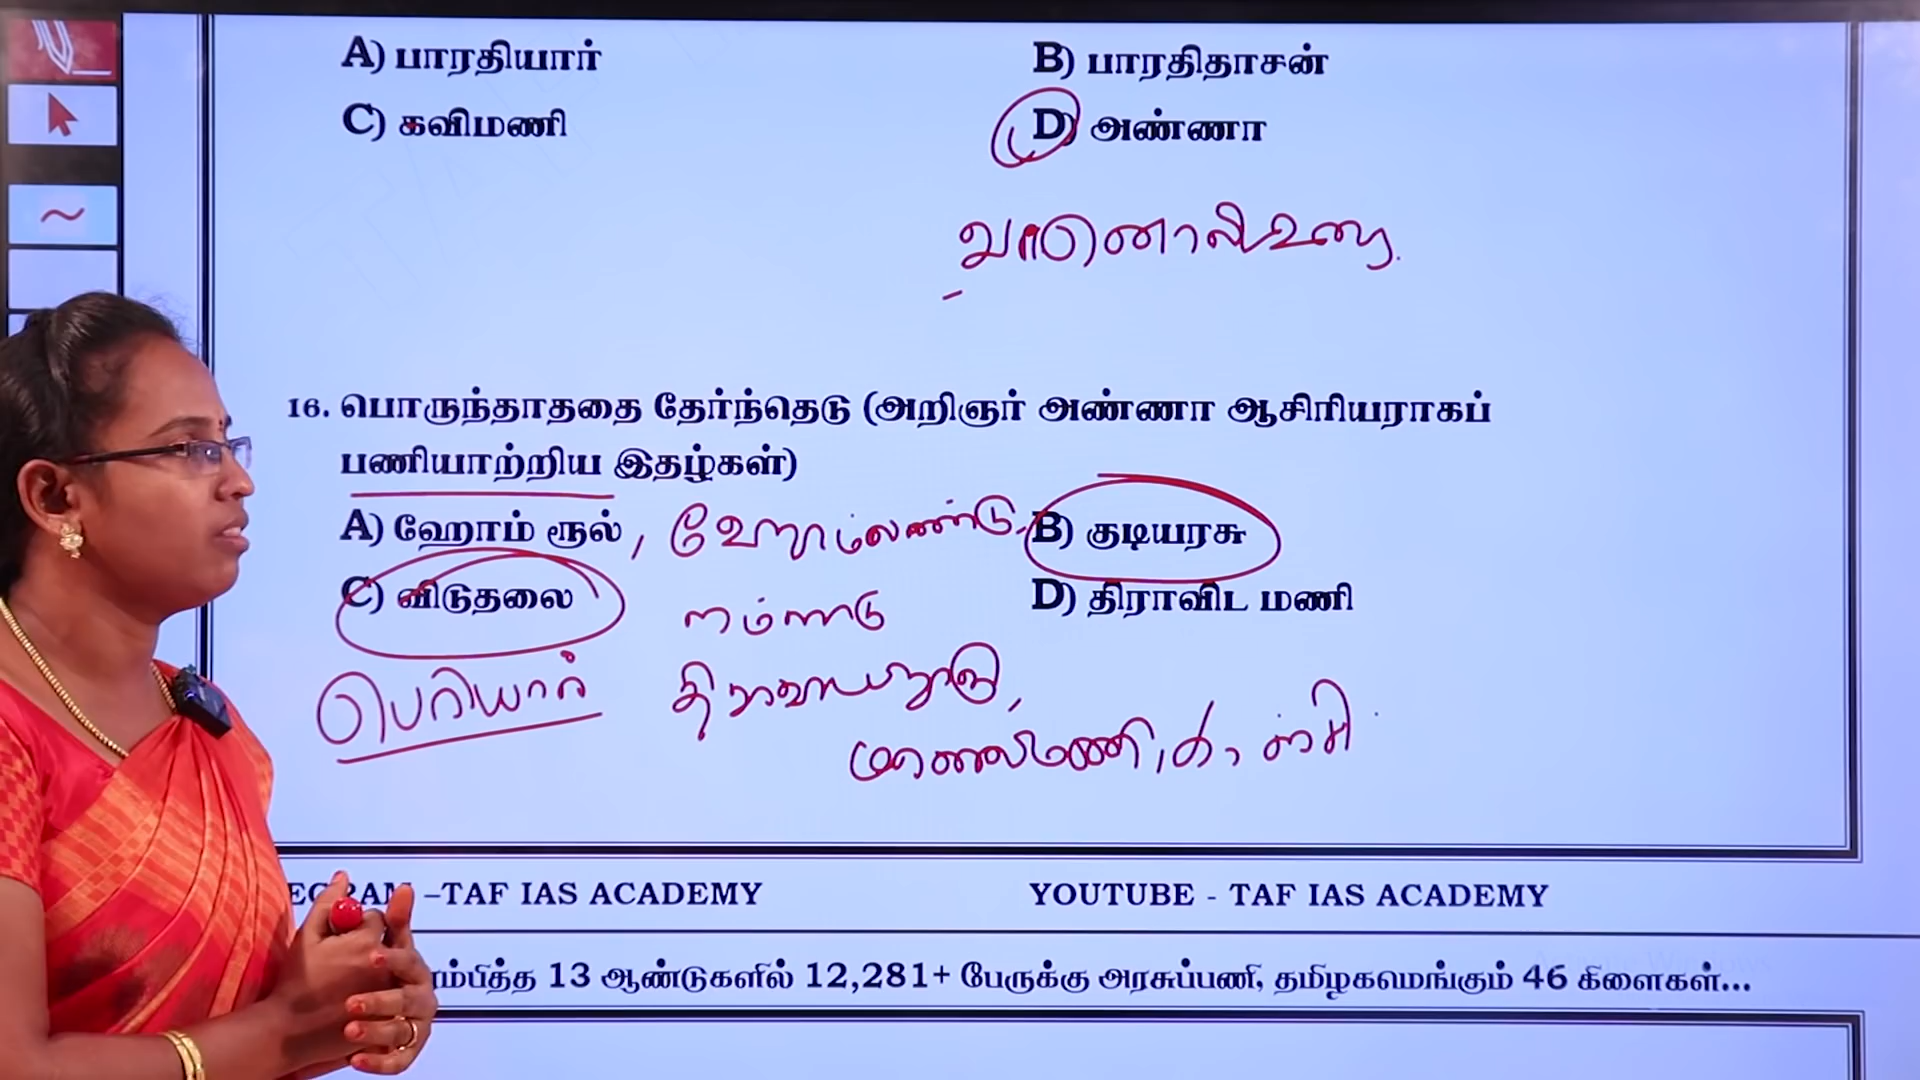 A) பாரதியார் B) பாரதிதாசன்
C) கவிமணி D) அண்ணா
வானொலிஉரை
16. பொருந்தாததை தேர்ந்தெடு (அறிஞர் அண்ணா ஆசிரியராகப்
பணியாற்றிய இதழ்கள்)
A) ஹோம் ரூல் , ஹோம்லண்டு, B) குடியரசு
C) விடுதலை நம்நாடு D) திராவிட மணி
பெரியார் திராவிடநாடு,
மாலைமணி, காஞ்சி
EGRAM –TAF IAS ACADEMY YOUTUBE - TAF IAS ACADEMY
ரம்பித்த 13 ஆண்டுகளில் 12,281+ பேருக்கு அரசுப்பணி, தமிழகமெங்கும் 46 கிளைகள்...